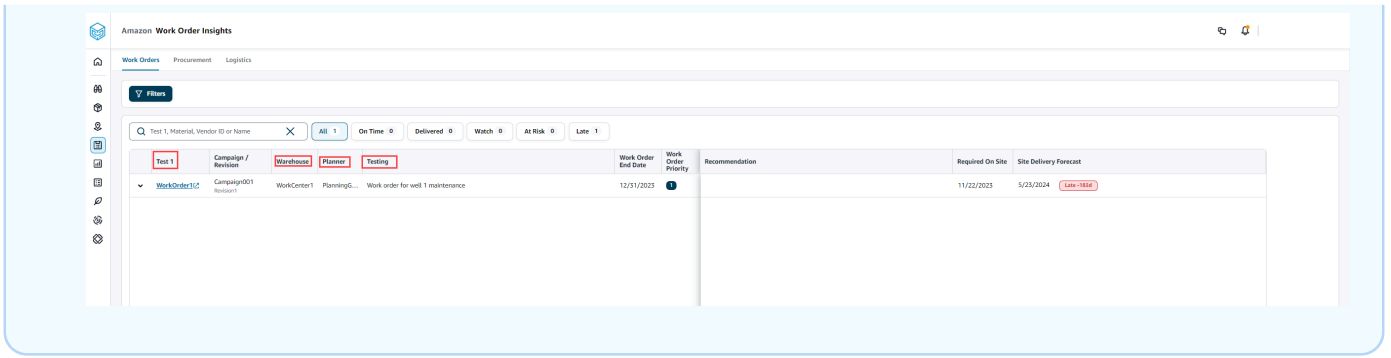 Amazon Work Order Insights
Work Orders Procurement Logistics
Filters
Test 1, Material, Vendor ID or Name All 1 On Time 0 Delivered 0 Watch 0 At Risk 0 Late 1
Test 1 Campaign / Revision Warehouse Planner Testing Work Order End Date Work Order Priority Recommendation Required On Site Site Delivery Forecast
WorkOrder1 Campaign001 WorkCenter1 PlanningG... Work order for well 1 maintenance 12/31/2023 1 11/22/2023 5/23/2024 Late -183d
Revision1